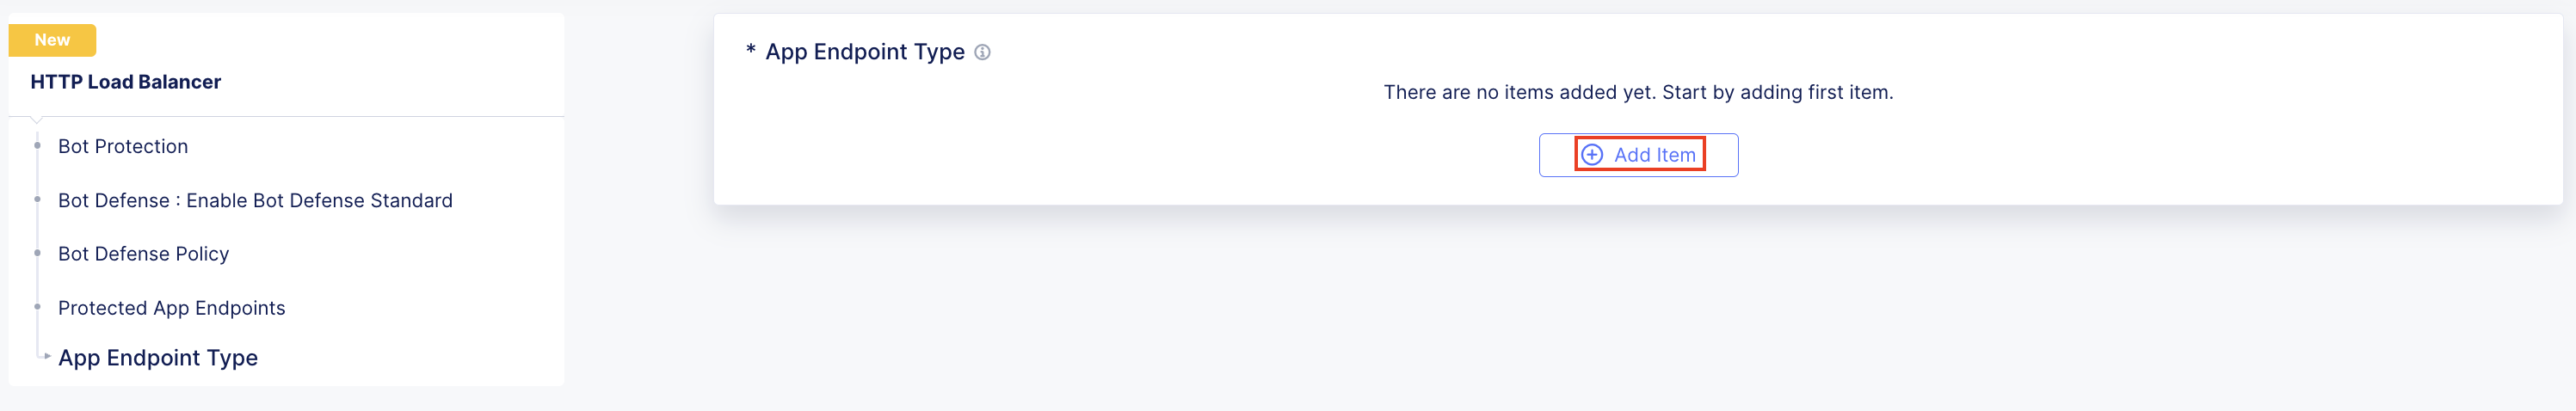 New
HTTP Load Balancer
Bot Protection
Bot Defense : Enable Bot Defense Standard
Bot Defense Policy
Protected App Endpoints
App Endpoint Type
* App Endpoint Type
There are no items added yet. Start by adding first item.
Add Item